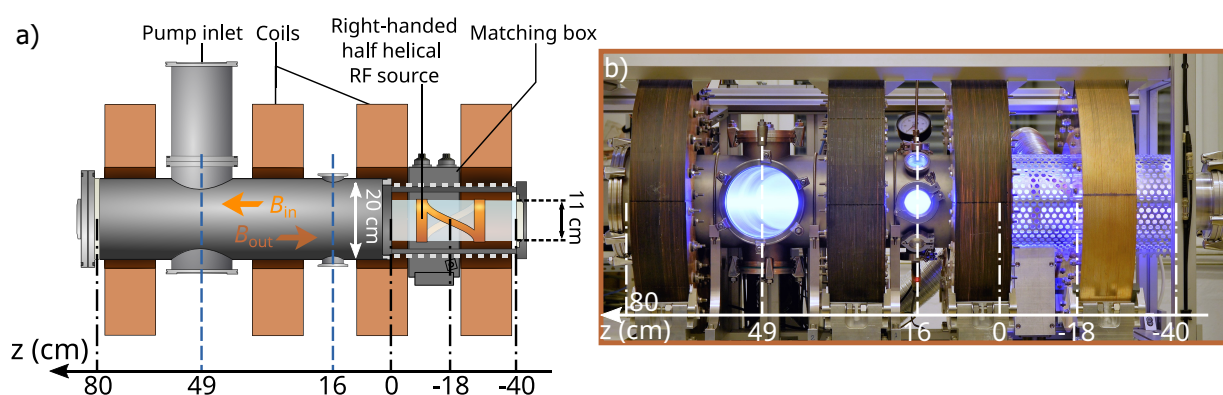 a)
Pump inlet
Coils
Right-handed
half helical
RF source
Matching box
B_in
B_out
20 cm
11 cm
z (cm)
80
49
16
0
-18
-40
b)
80
z (cm)
49
16
0
-18
-40